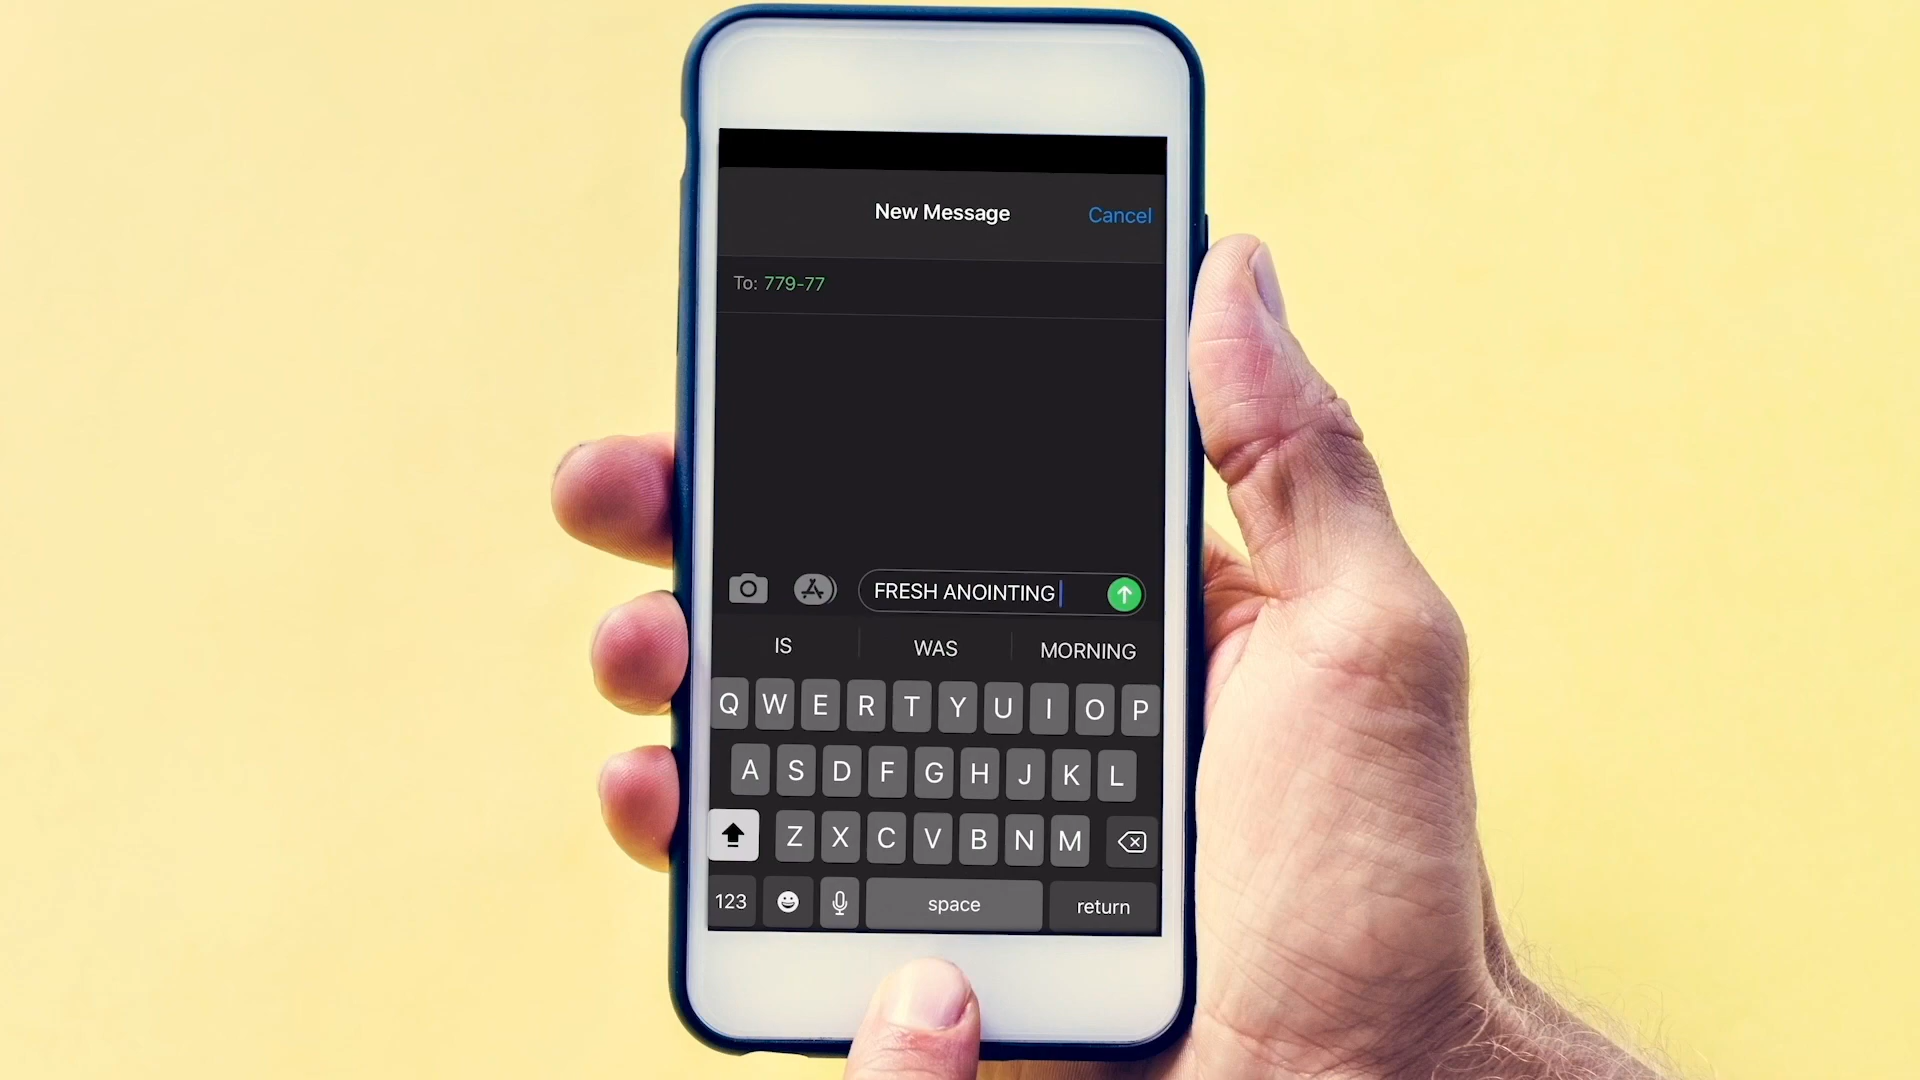 New Message
Cancel
To: 779-77
FRESH ANOINTING
IS WAS MORNING
Q W E R T Y U I O P
A S D F G H J K L
Z X C V B N M
123 space return